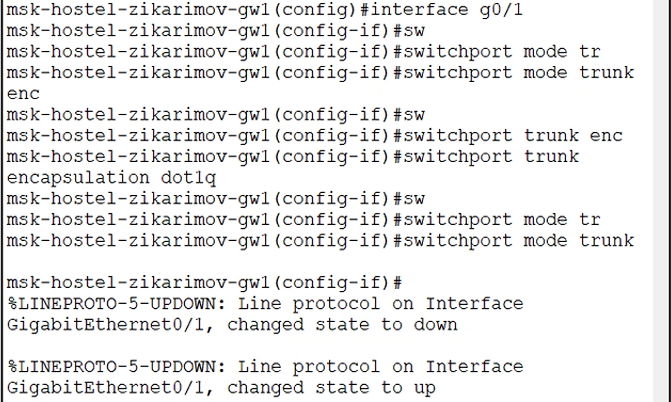 msk-hostel-zikarimov-gw1(config)#interface g0/1
msk-hostel-zikarimov-gw1(config-if)#sw
msk-hostel-zikarimov-gw1(config-if)#switchport mode tr
msk-hostel-zikarimov-gw1(config-if)#switchport mode trunk
enc
msk-hostel-zikarimov-gw1(config-if)#sw
msk-hostel-zikarimov-gw1(config-if)#switchport trunk enc
msk-hostel-zikarimov-gw1(config-if)#switchport trunk
encapsulation dot1q
msk-hostel-zikarimov-gw1(config-if)#sw
msk-hostel-zikarimov-gw1(config-if)#switchport mode tr
msk-hostel-zikarimov-gw1(config-if)#switchport mode trunk
msk-hostel-zikarimov-gw1(config-if)#
%LINEPROTO-5-UPDOWN: Line protocol on Interface
GigabitEthernet0/1, changed state to down
%LINEPROTO-5-UPDOWN: Line protocol on Interface
GigabitEthernet0/1, changed state to up